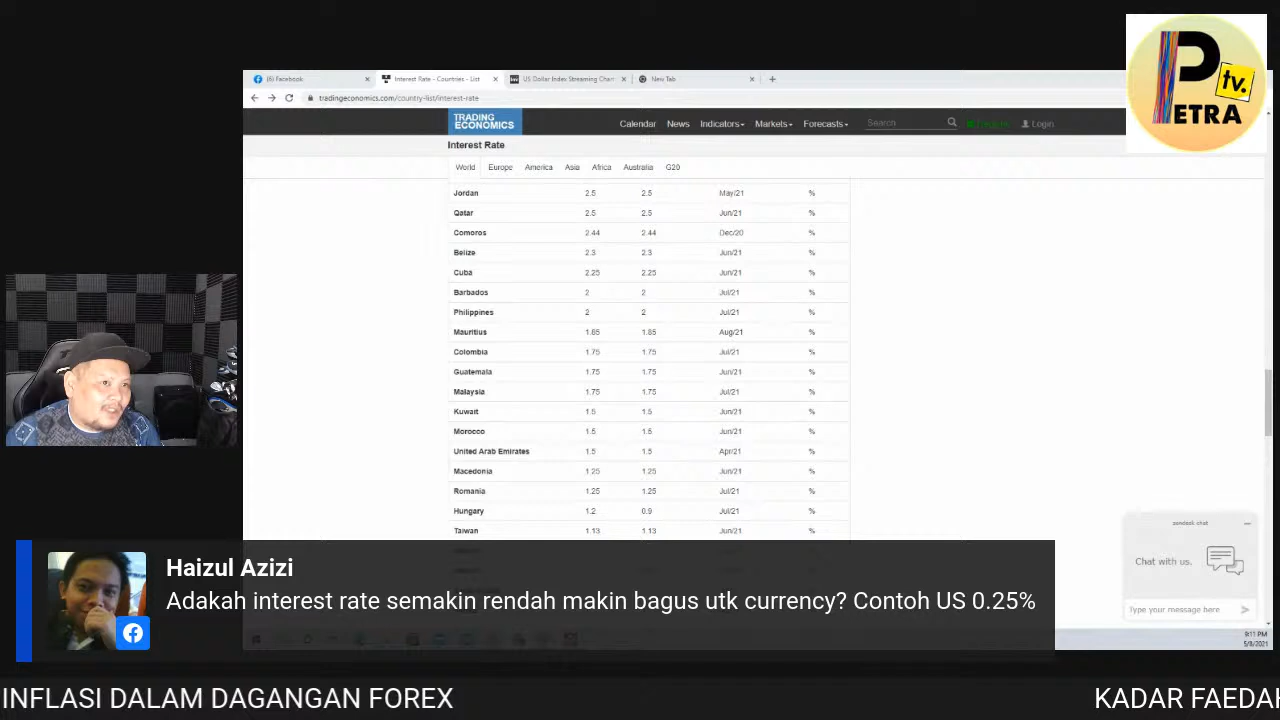 P
tv.
ETRA
(6) Facebook
Interest Rate - Countries - List
US Dollar Index Streaming Chart
New Tab
tradingeconomics.com/country-list/interest-rate
TRADING
ECONOMICS
Calendar News Indicators Markets Forecasts Search Login
Interest Rate
World Europe America Asia Africa Australia G20
Jordan 2.5 2.5 May/21 %
Qatar 2.5 2.5 Jun/21 %
Comoros 2.44 2.44 Dec/20 %
Belize 2.3 2.3 Jun/21 %
Cuba 2.25 2.25 Jun/21 %
Barbados 2 2 Jul/21 %
Philippines 2 2 Jul/21 %
Mauritius 1.85 1.85 Aug/21 %
Colombia 1.75 1.75 Jul/21 %
Guatemala 1.75 1.75 Jun/21 %
Malaysia 1.75 1.75 Jul/21 %
Kuwait 1.5 1.5 Jun/21 %
Morocco 1.5 1.5 Jun/21 %
United Arab Emirates 1.5 1.5 Apr/21 %
Macedonia 1.25 1.25 Jun/21 %
Romania 1.25 1.25 Jul/21 %
Hungary 1.2 0.9 Jul/21 %
Taiwan 1.13 1.13 Jun/21 %
zendesk chat
Chat with us.
Type your message here
Haizul Azizi
Adakah interest rate semakin rendah makin bagus utk currency? Contoh US 0.25%
8:11 PM
5/8/2021
INFLASI DALAM DAGANGAN FOREX
KADAR FAEDAH